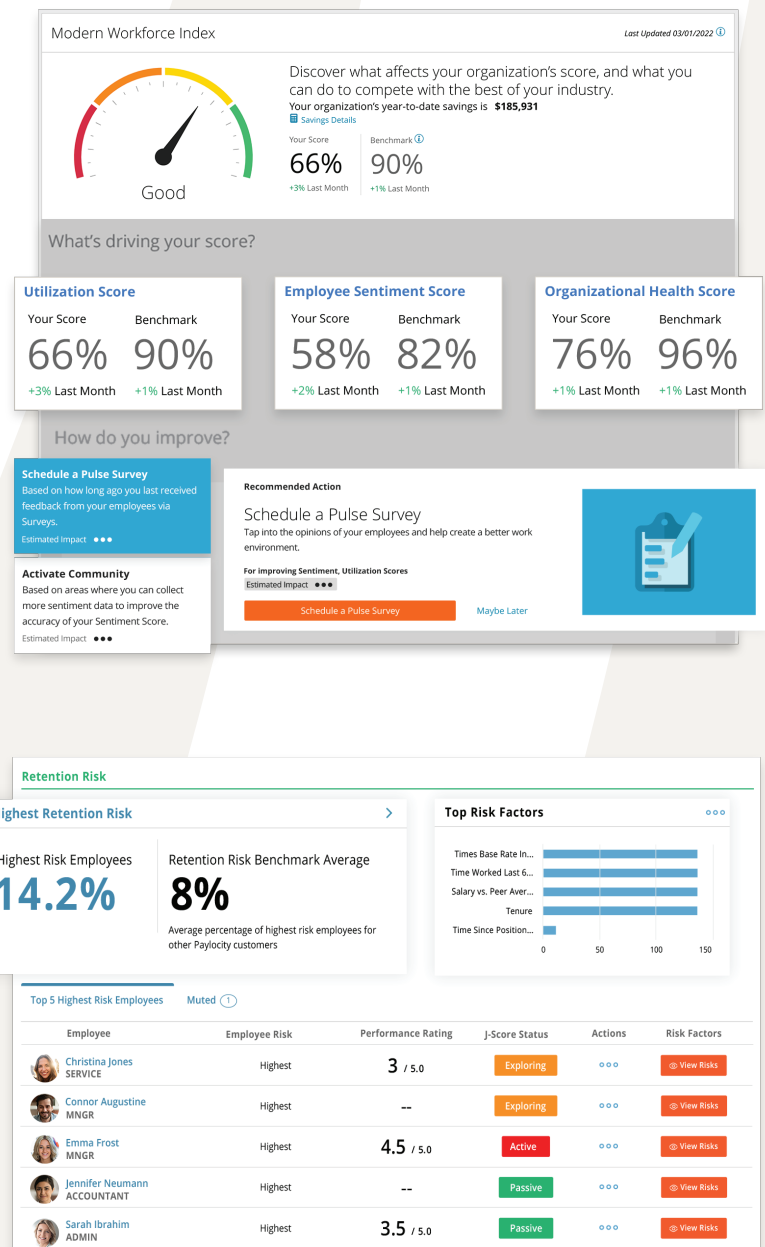 Modern Workforce Index
Last Updated 03/01/2022
Discover what affects your organization's score, and what you
can do to compete with the best of your industry.
Your organization's year-to-date savings is $185,931
Savings Details
Your Score Benchmark
66% 90%
+3% Last Month +1% Last Month
Good
What's driving your score?
Utilization Score
Your Score Benchmark
66% 90%
+3% Last Month +1% Last Month
Employee Sentiment Score
Your Score Benchmark
58% 82%
+2% Last Month +1% Last Month
Organizational Health Score
Your Score Benchmark
76% 96%
+1% Last Month +1% Last Month
How do you improve?
Schedule a Pulse Survey
Based on how long ago you last received
feedback from your employees via
Surveys.
Estimated Impact
Activate Community
Based on areas where you can collect
more sentiment data to improve the
accuracy of your Sentiment Score.
Estimated Impact
Recommended Action
Schedule a Pulse Survey
Tap into the opinions of your employees and help create a better work
environment.
For improving Sentiment, Utilization Scores
Estimated Impact
Schedule a Pulse Survey Maybe Later
Retention Risk
ighest Retention Risk
Highest Risk Employees
14.2%
Retention Risk Benchmark Average
8%
Average percentage of highest risk employees for
other Paylocity customers
Top Risk Factors
Times Base Rate In...
Time Worked Last 6...
Salary vs. Peer Aver...
Tenure
Time Since Position...
0 50 100 150
Top 5 Highest Risk Employees Muted 1
Employee Employee Risk Performance Rating J-Score Status Actions Risk Factors
Christina Jones
SERVICE
Highest 3 / 5.0 Exploring View Risks
Connor Augustine
MNGR
Highest -- Exploring View Risks
Emma Frost
MNGR
Highest 4.5 / 5.0 Active View Risks
Jennifer Neumann
ACCOUNTANT
Highest -- Passive View Risks
Sarah Ibrahim
ADMIN
Highest 3.5 / 5.0 Passive View Risks